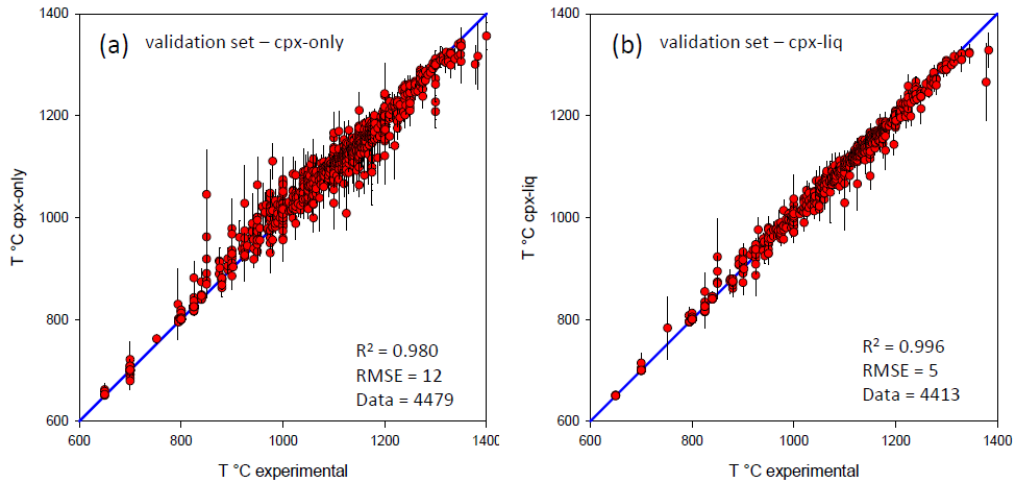 (a) validation set – cpx-only
1400
1200
1000
800
600
T °C cpx-only
R² = 0.980
RMSE = 12
Data = 4479
600 800 1000 1200 1400
T °C experimental
(b) validation set – cpx-liq
1400
1200
1000
800
600
T °C cpx-liq
R² = 0.996
RMSE = 5
Data = 4413
600 800 1000 1200 1400
T °C experimental